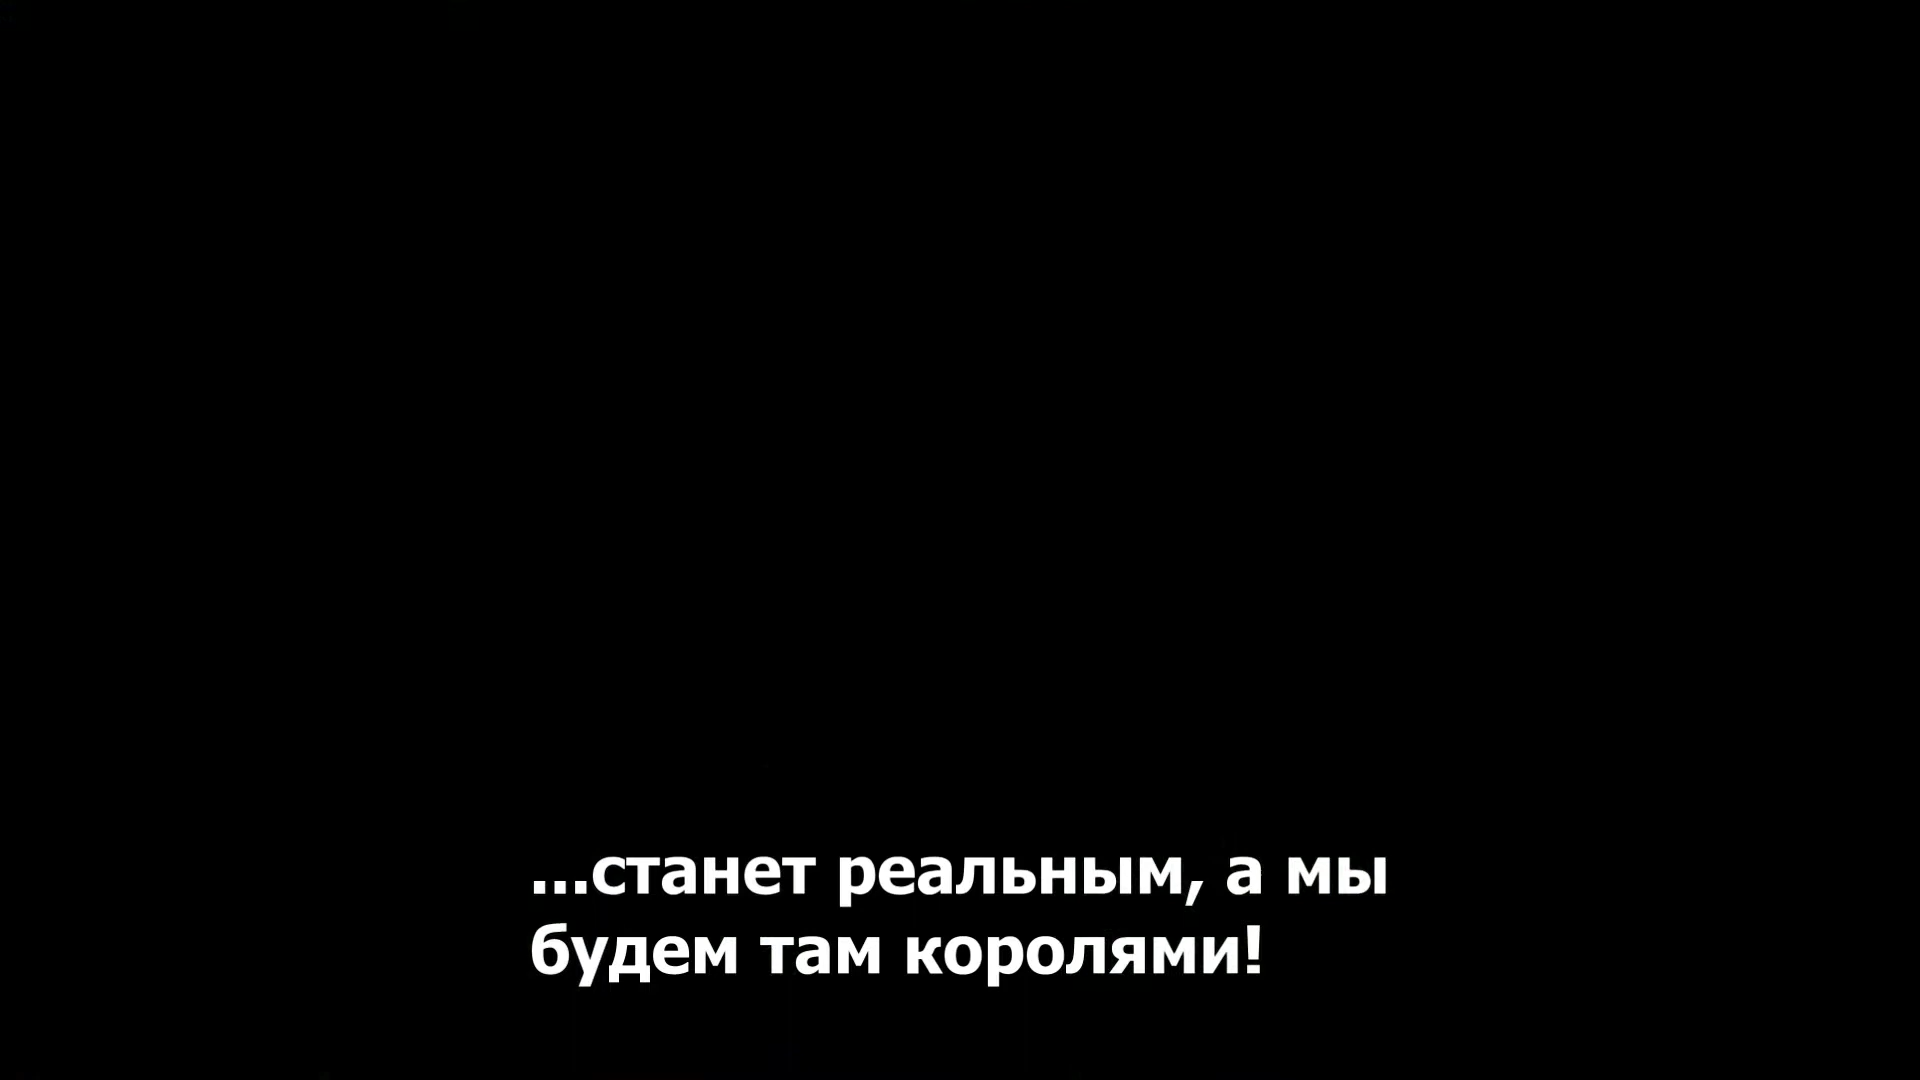 ...станет реальным, а мы
будем там королями!